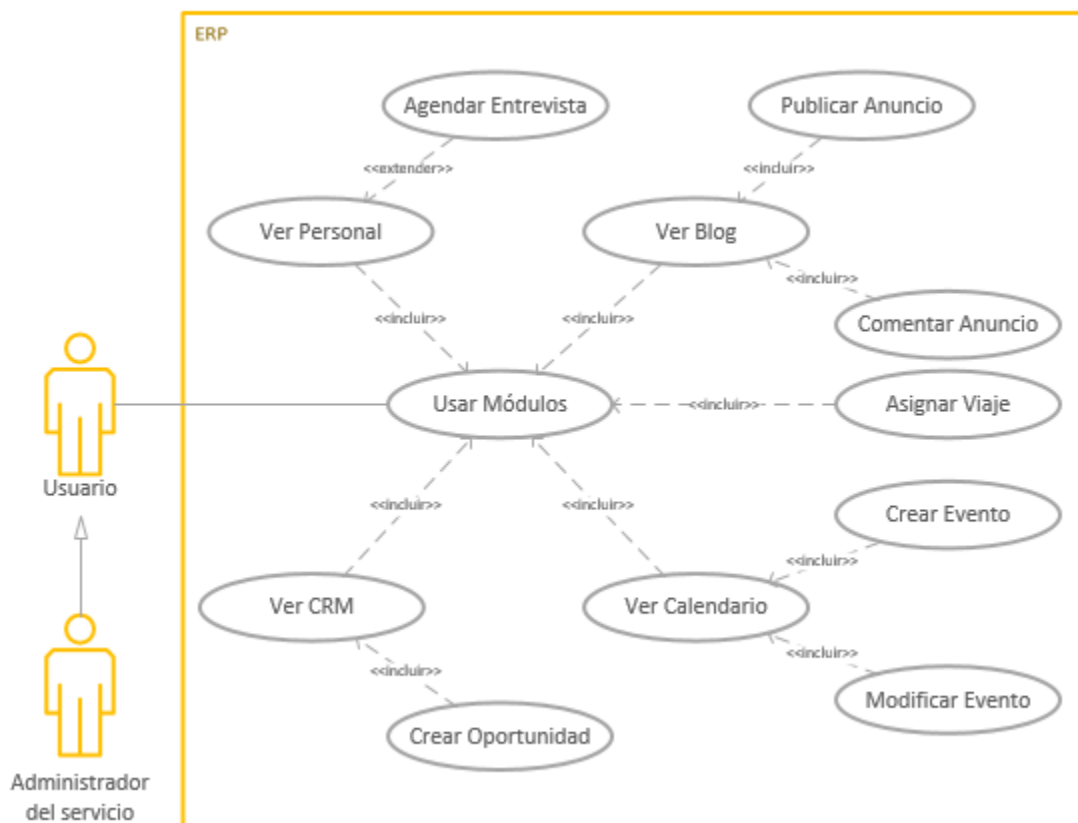 ERP
Agendar Entrevista
Publicar Anuncio
<<extender>>
<<incluir>>
Ver Personal
Ver Blog
<<incluir>>
Comentar Anuncio
<<incluir>>
<<incluir>>
Usar Módulos
<<incluir>>
Asignar Viaje
Usuario
<<incluir>>
<<incluir>>
Crear Evento
<<incluir>>
Ver CRM
Ver Calendario
<<incluir>>
<<incluir>>
Modificar Evento
Crear Oportunidad
Administrador
del servicio